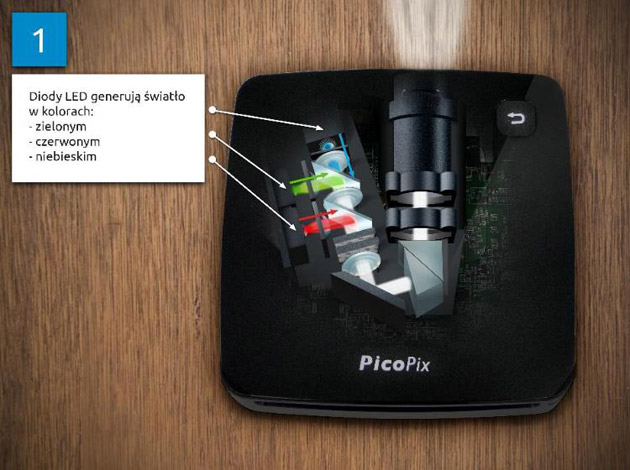 1
Diody LED generują światło
w kolorach:
- zielonym
- czerwonym
- niebieskim
PicoPix